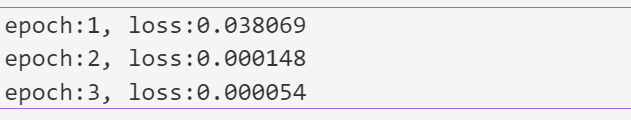 epoch:1, loss:0.038069
epoch:2, loss:0.000148
epoch:3, loss:0.000054